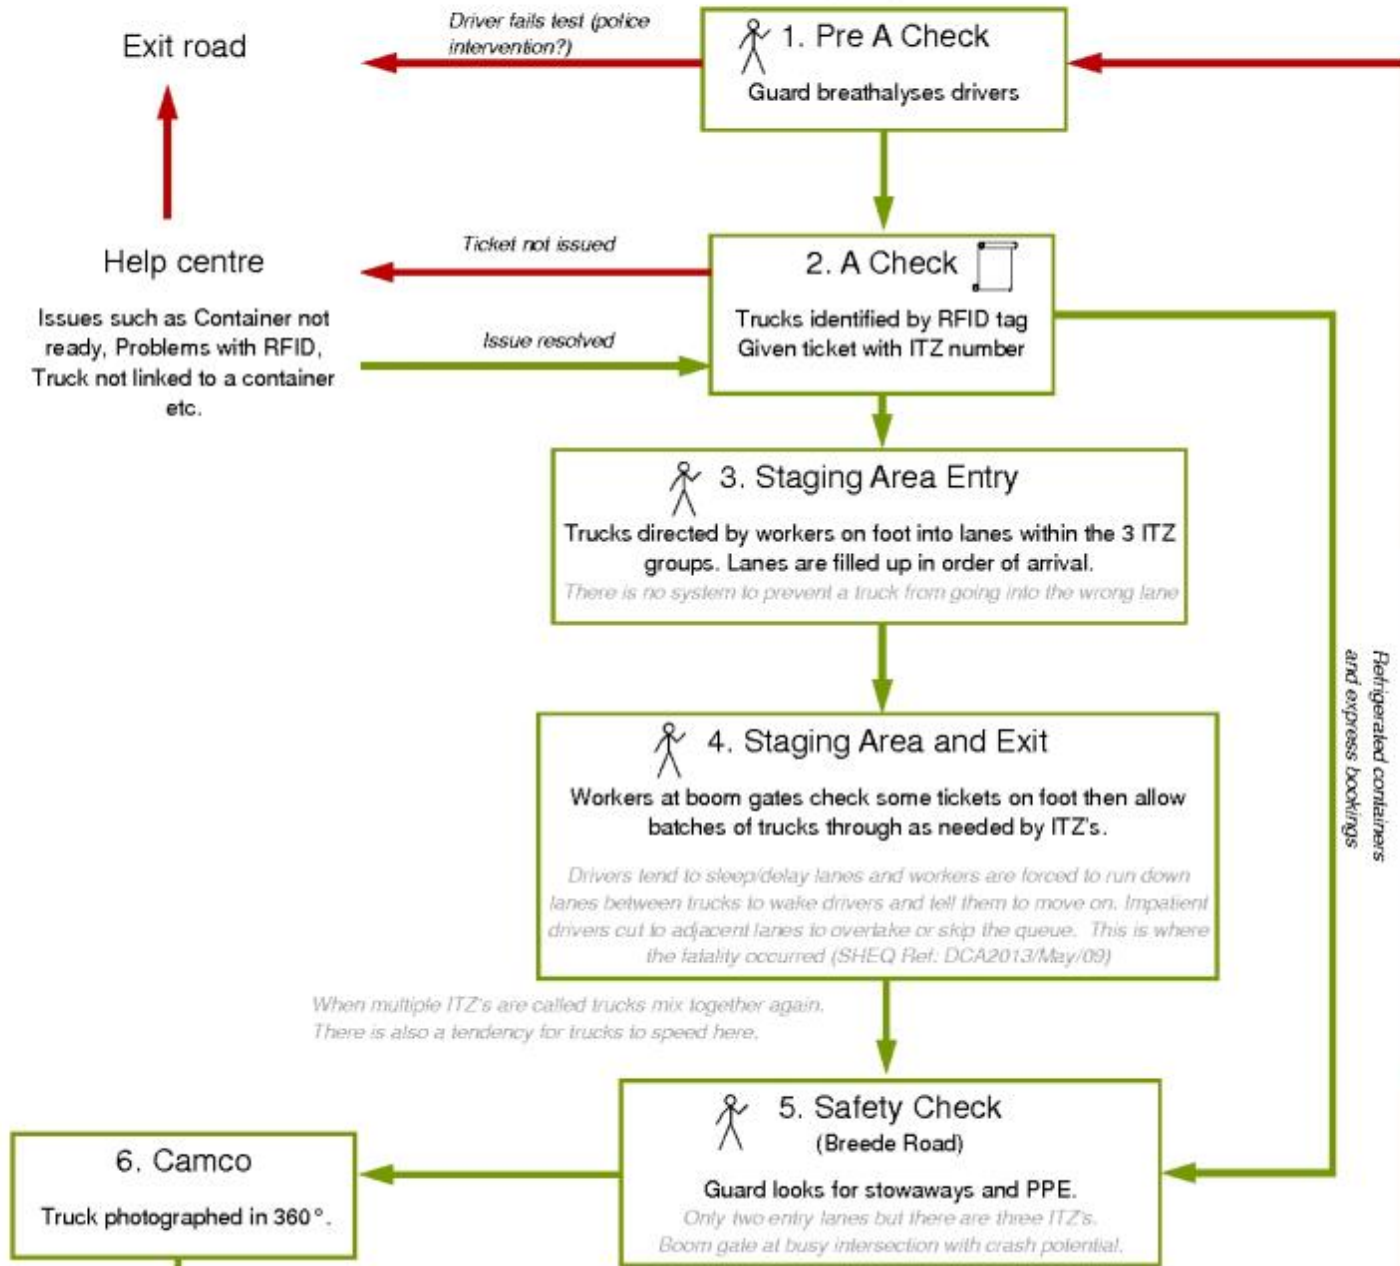 Driver fails test (police
intervention?)
Exit road
1. Pre A Check
Guard breathalyses drivers
Ticket not issued
2. A Check
Trucks identified by RFID tag
Given ticket with ITZ number
Help centre
Issues such as Container not
ready, Problems with RFID,
Truck not linked to a container
etc.
Issue resolved
3. Staging Area Entry
Trucks directed by workers on foot into lanes within the 3 ITZ
groups. Lanes are filled up in order of arrival.
There is no system to prevent a truck from going into the wrong lane
Refrigerated containers
and express bookings
4. Staging Area and Exit
Workers at boom gates check some tickets on foot then allow
batches of trucks through as needed by ITZ's.
Drivers tend to sleep/delay lanes and workers are forced to run down
lanes between trucks to wake drivers and tell them to move on. Impatient
drivers cut to adjacent lanes to overtake or skip the queue. This is where
the fatality occurred (SHEQ Ref: DCA2013/May/09)
When multiple ITZ's are called trucks mix together again.
There is also a tendency for trucks to speed here.
5. Safety Check
(Breede Road)
Guard looks for stowaways and PPE.
Only two entry lanes but there are three ITZ's.
Boom gate at busy intersection with crash potential.
6. Camco
Truck photographed in 360°.